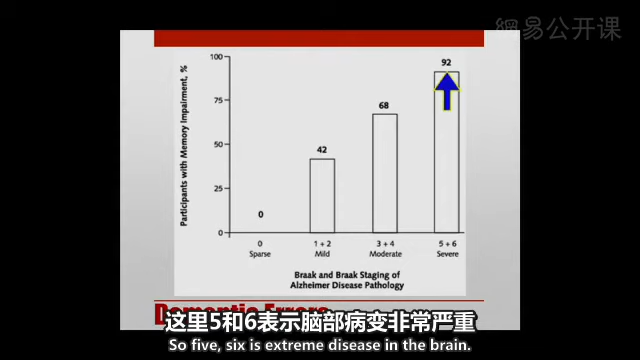 網易公开课
92
100
75
50
25
0
Participants with Memory Impairment, %
0
42
68
0
1 + 2
3 + 4
5 + 6
Sparse
Mild
Moderate
Severe
Braak and Braak Staging of
Alzheimer Disease Pathology
这里5和6表示脑部病变非常严重
So five, six is extreme disease in the brain.